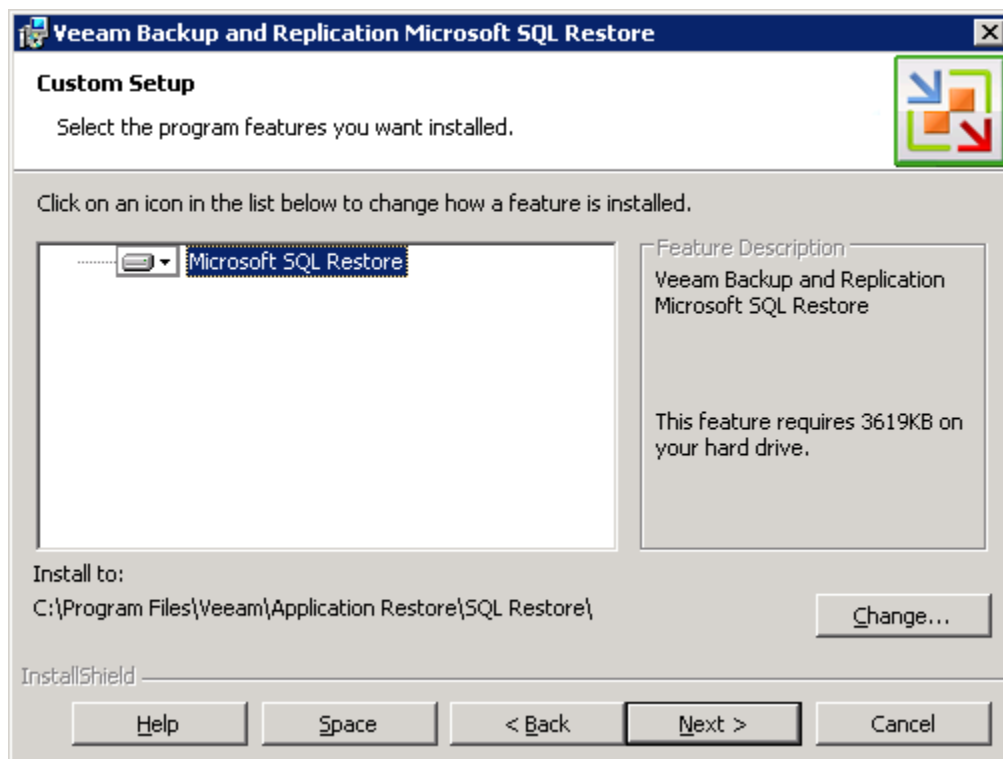 Veeam Backup and Replication Microsoft SQL Restore
Custom Setup
Select the program features you want installed.
Click on an icon in the list below to change how a feature is installed.
Microsoft SQL Restore
Feature Description
Veeam Backup and Replication
Microsoft SQL Restore
This feature requires 3619KB on
your hard drive.
Install to:
C:\Program Files\Veeam\Application Restore\SQL Restore\
Change...
InstallShield
Help
Space
< Back
Next >
Cancel